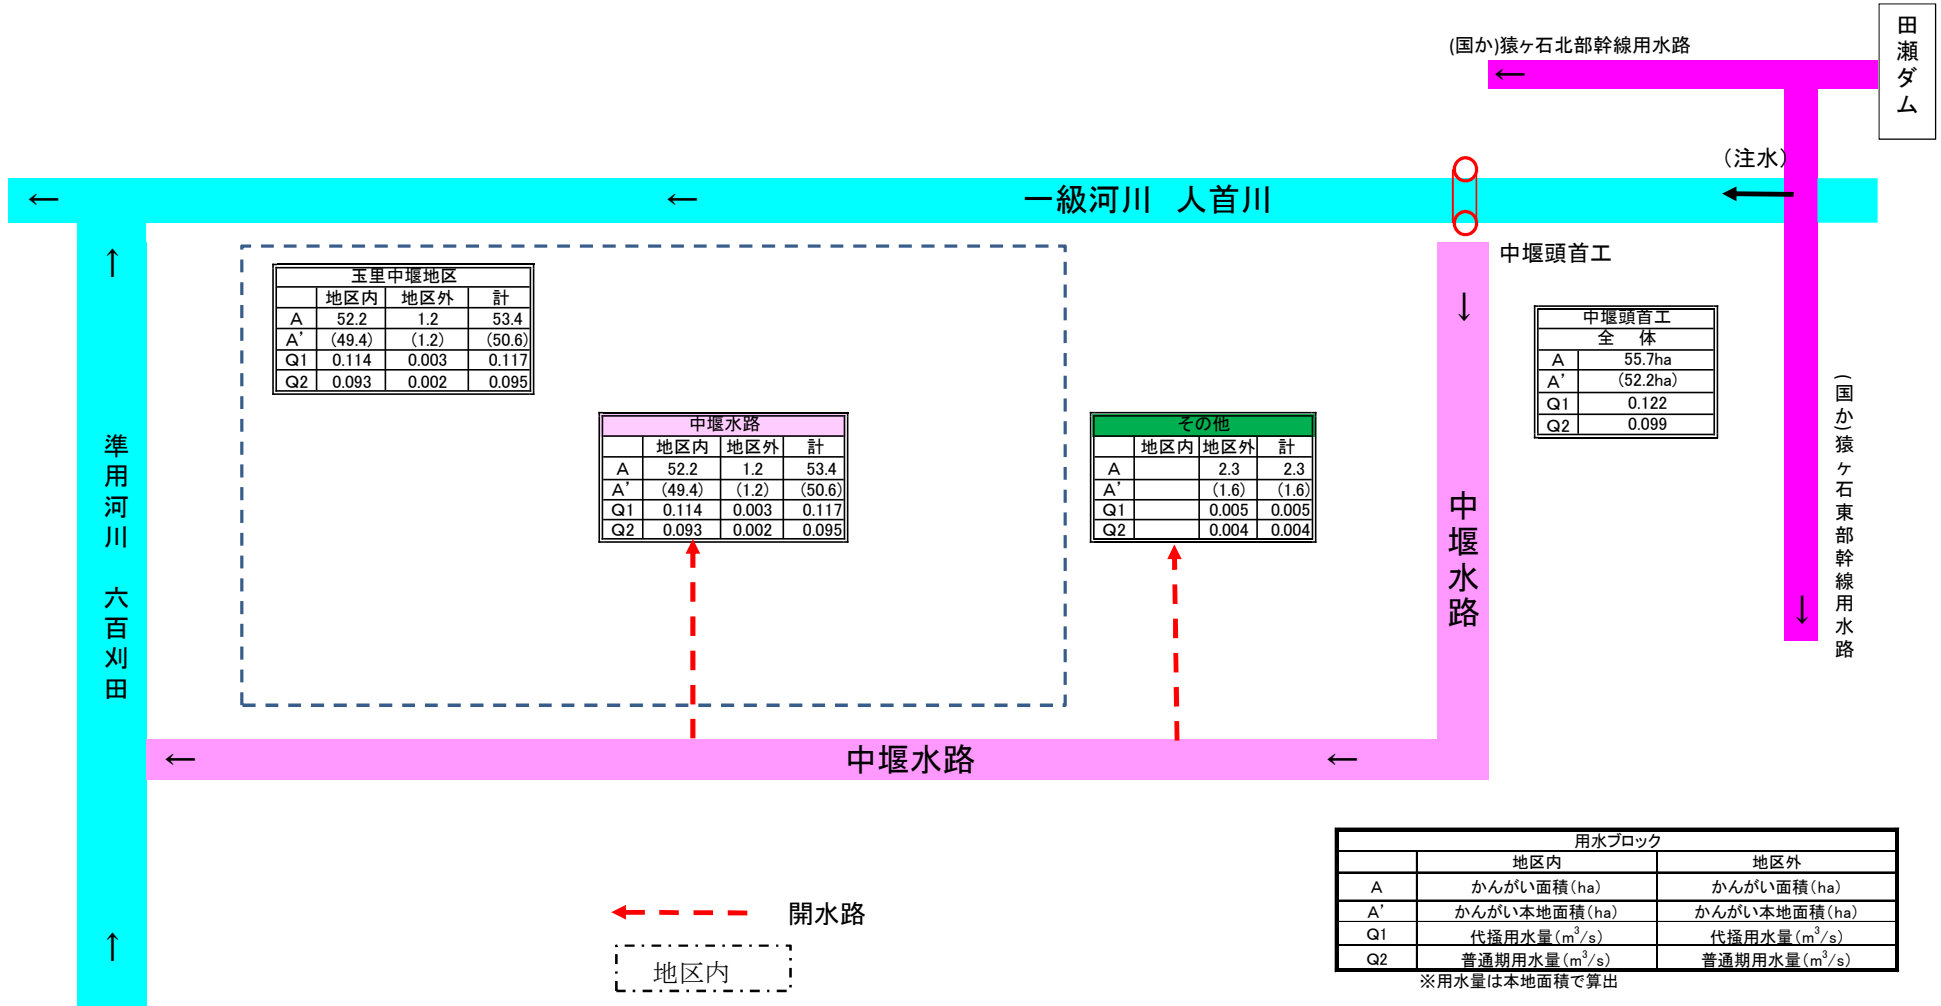 田瀬ダム
(国か)猿ヶ石北部幹線用水路
←
(注水)
← ← 一級河川 人首川 ←
中堰頭首工
↑
玉里中堰地区
地区内 地区外 計
A 52.2 1.2 53.4
A' (49.4) (1.2) (50.6)
Q1 0.114 0.003 0.117
Q2 0.093 0.002 0.095
↓
中堰頭首工
全 体
A 55.7ha
A' (52.2ha)
Q1 0.122
Q2 0.099
(国か)猿ヶ石東部幹線用水路
↓
中堰水路
地区内 地区外 計
A 52.2 1.2 53.4
A' (49.4) (1.2) (50.6)
Q1 0.114 0.003 0.117
Q2 0.093 0.002 0.095
その他
地区内 地区外 計
A 2.3 2.3
A' (1.6) (1.6)
Q1 0.005 0.005
Q2 0.004 0.004
中堰水路
準用河川 六百刈田
← 中堰水路 ←
↑
開水路
地区内
用水ブロック
地区内 地区外
A かんがい面積(ha) かんがい面積(ha)
A' かんがい本地面積(ha) かんがい本地面積(ha)
Q1 代掻用水量(m³/s) 代掻用水量(m³/s)
Q2 普通期用水量(m³/s) 普通期用水量(m³/s)
※用水量は本地面積で算出